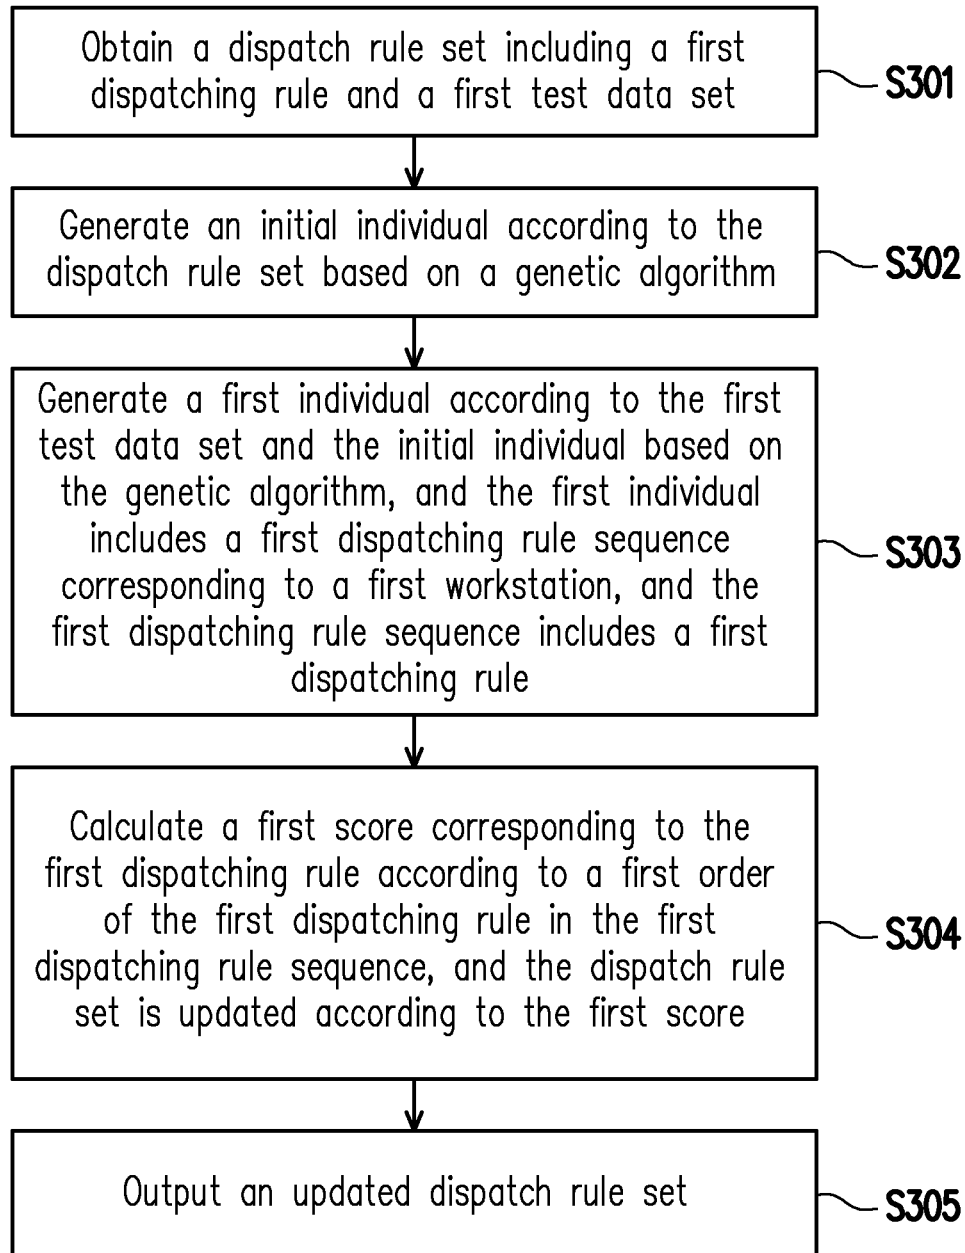 Obtain a dispatch rule set including a first
dispatching rule and a first test data set
S301
Generate an initial individual according to the
dispatch rule set based on a genetic algorithm
S302
Generate a first individual according to the first
test data set and the initial individual based on
the genetic algorithm, and the first individual
includes a first dispatching rule sequence
corresponding to a first workstation, and the
first dispatching rule sequence includes a first
dispatching rule
S303
Calculate a first score corresponding to the
first dispatching rule according to a first order
of the first dispatching rule in the first
dispatching rule sequence, and the dispatch rule
set is updated according to the first score
S304
Output an updated dispatch rule set
S305